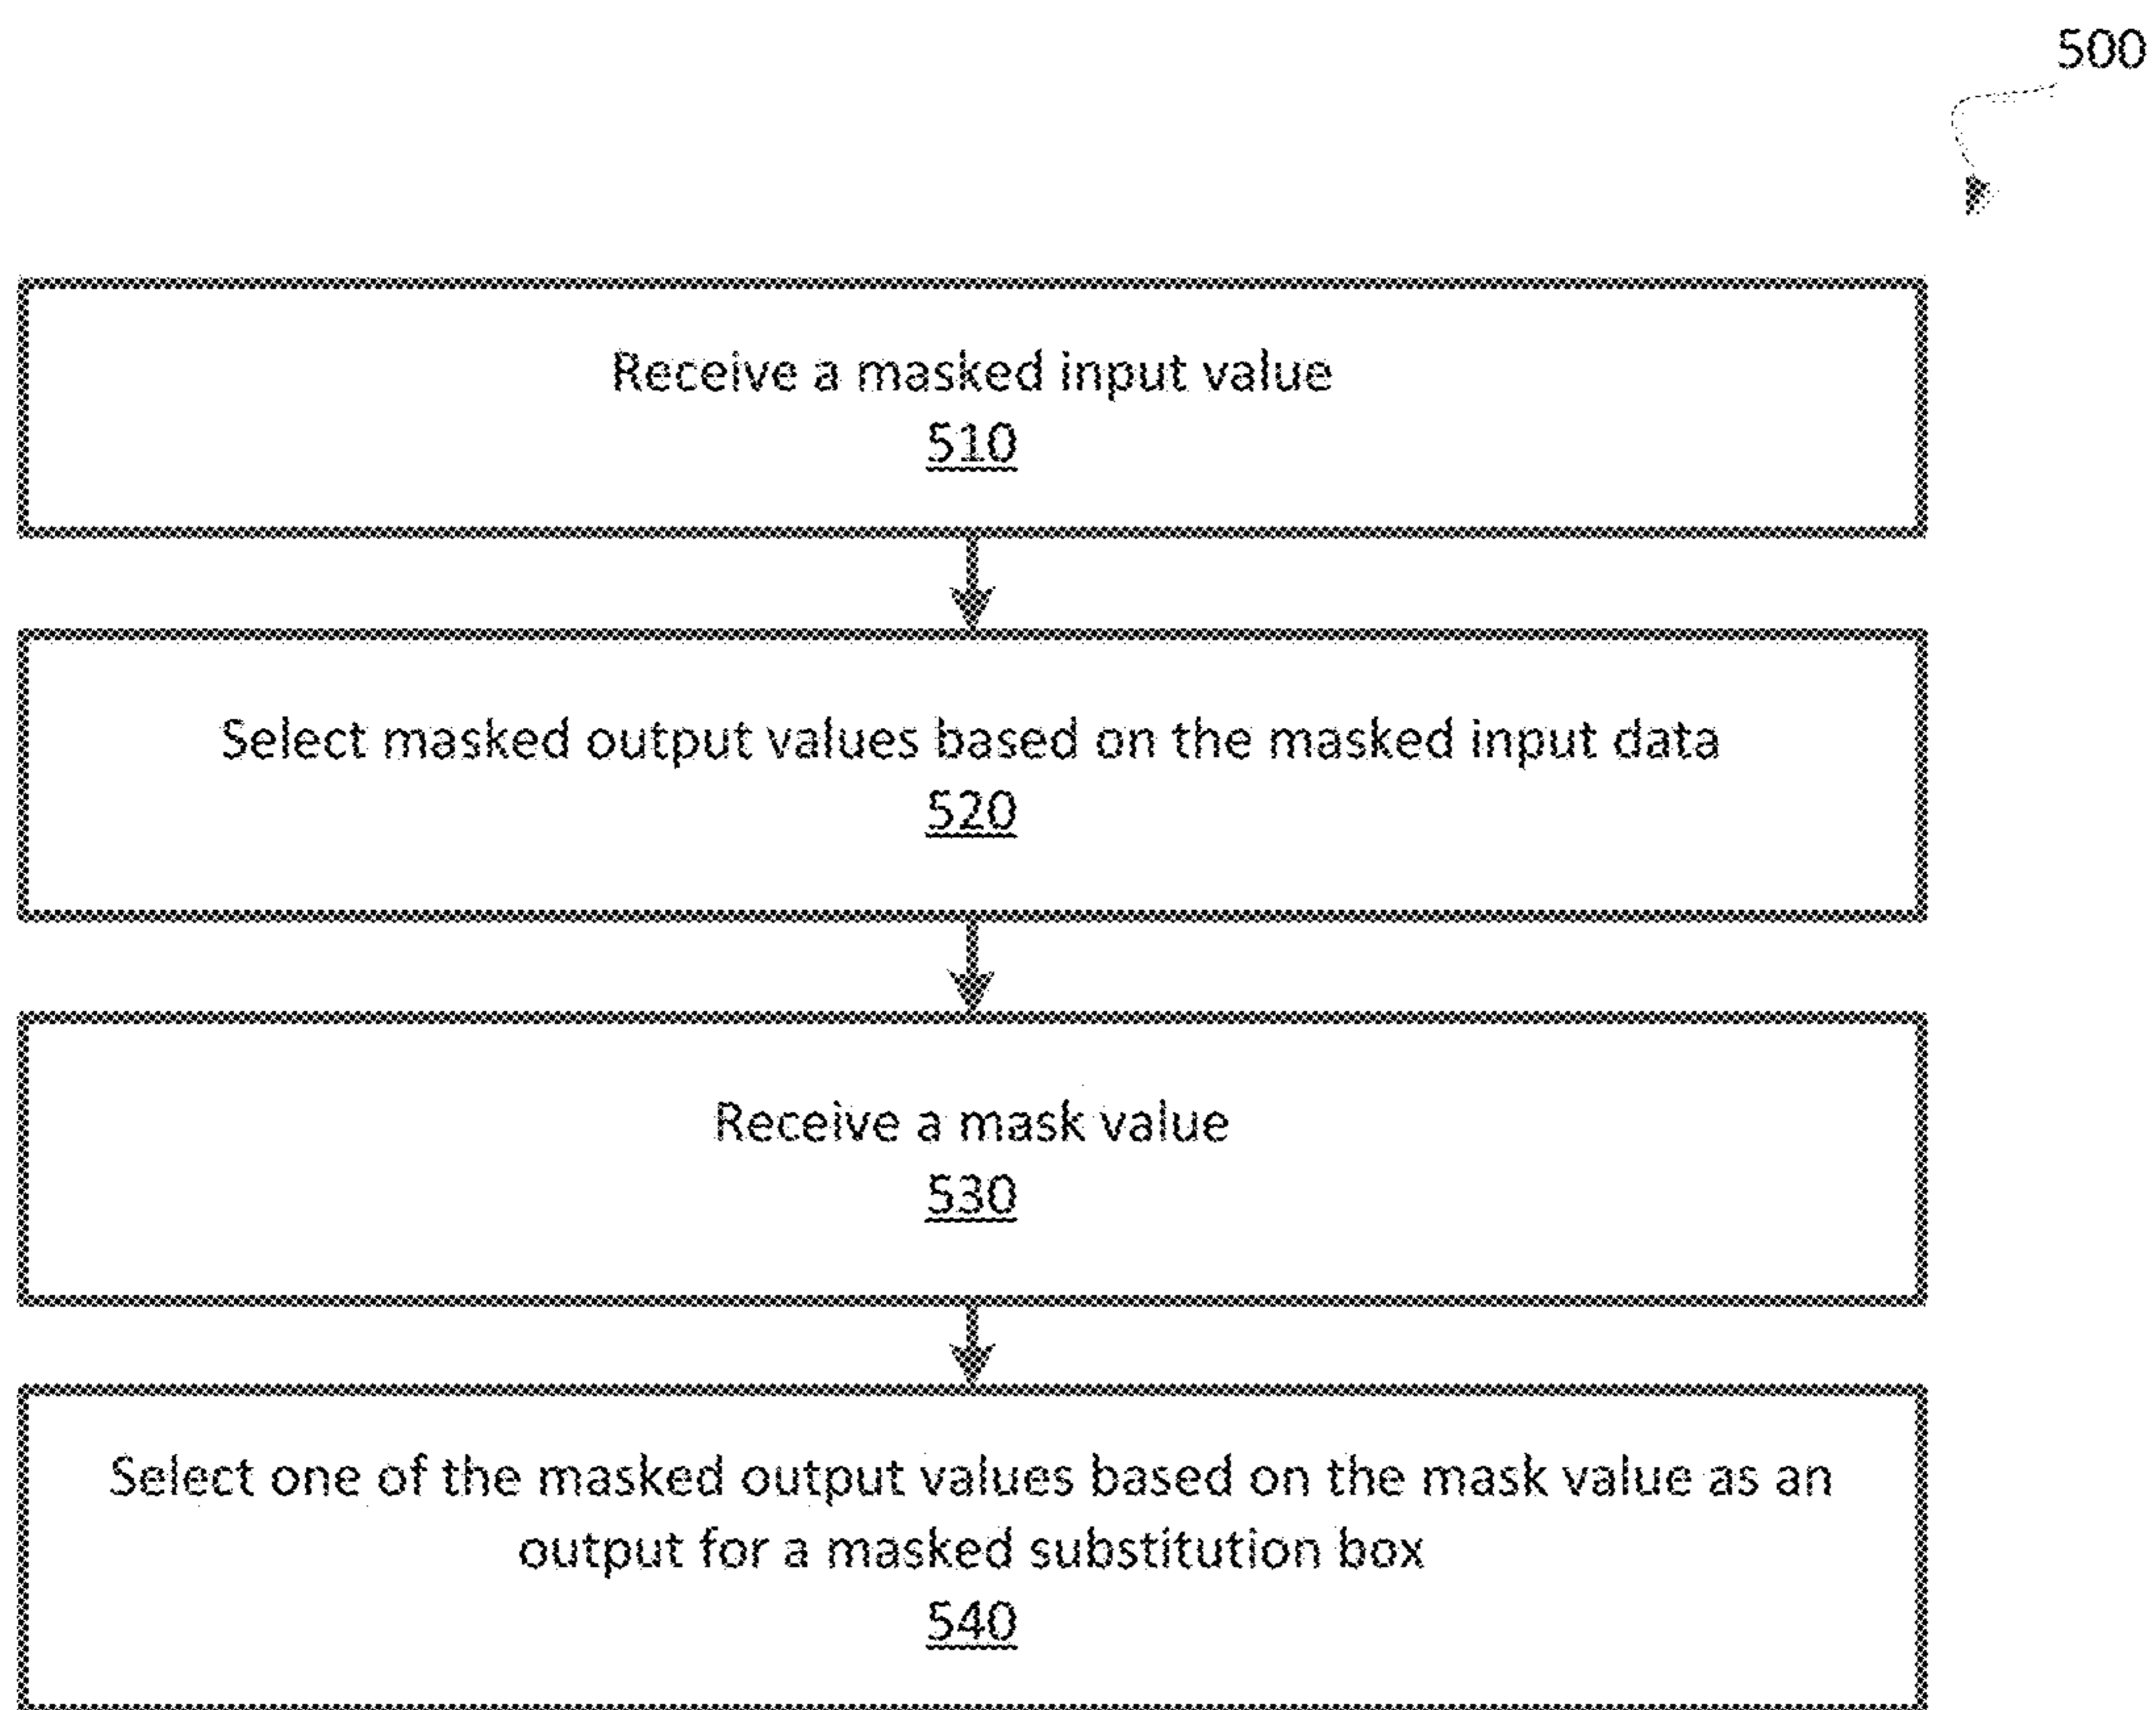 500
Receive a masked input value
510
Select masked output values based on the masked input data
520
Receive a mask value
530
Select one of the masked output values based on the mask value as an
output for a masked substitution box
540